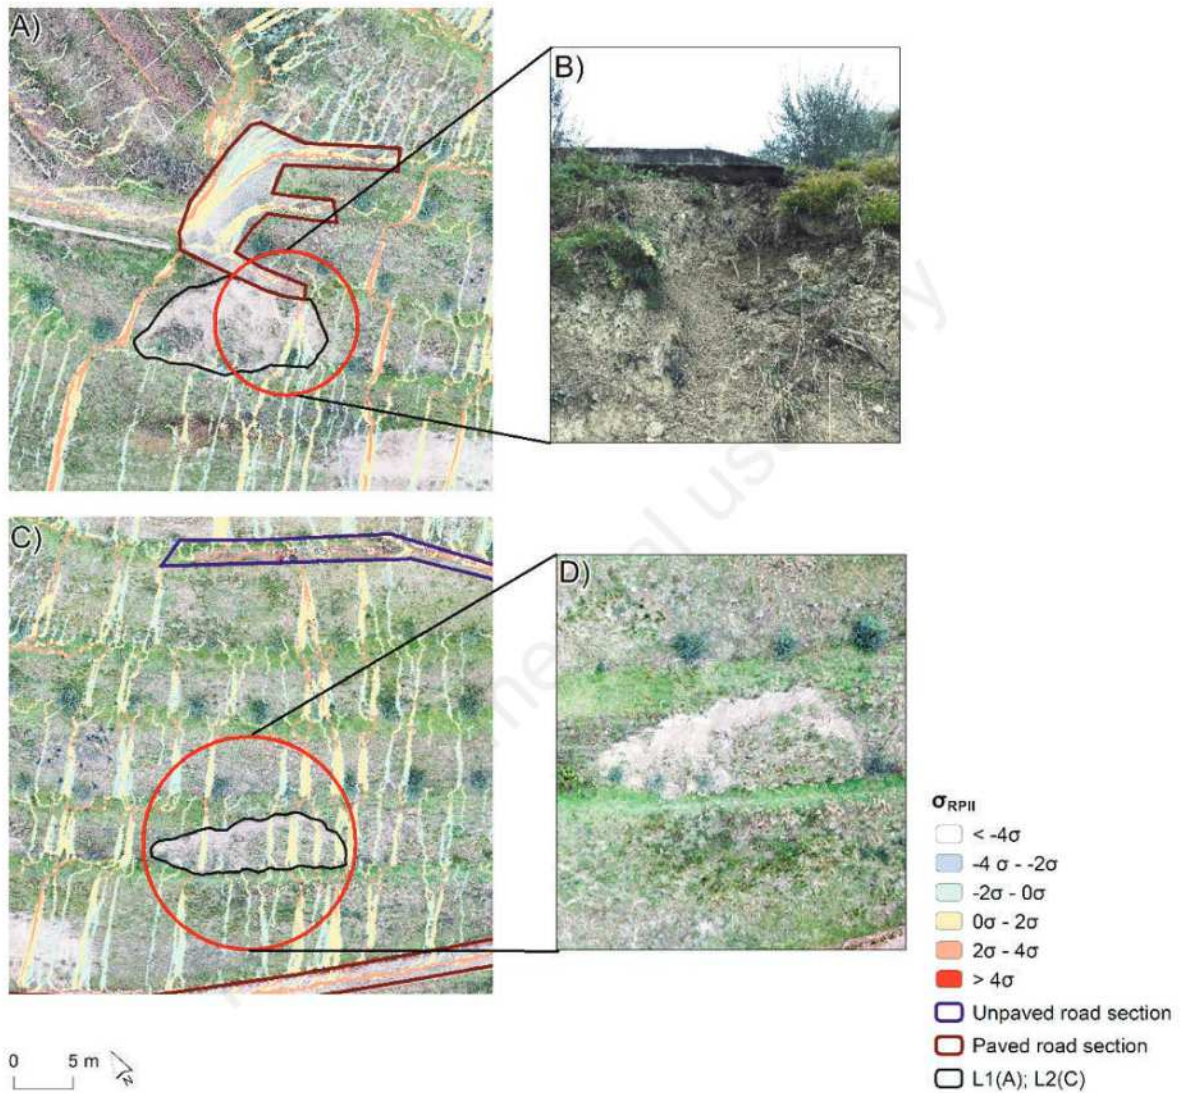 A)
B)
C)
D)
σRPII
< -4σ
-4 σ - -2σ
-2σ - 0σ
0σ - 2σ
2σ - 4σ
> 4σ
Unpaved road section
Paved road section
L1(A); L2(C)
0 5 m
N